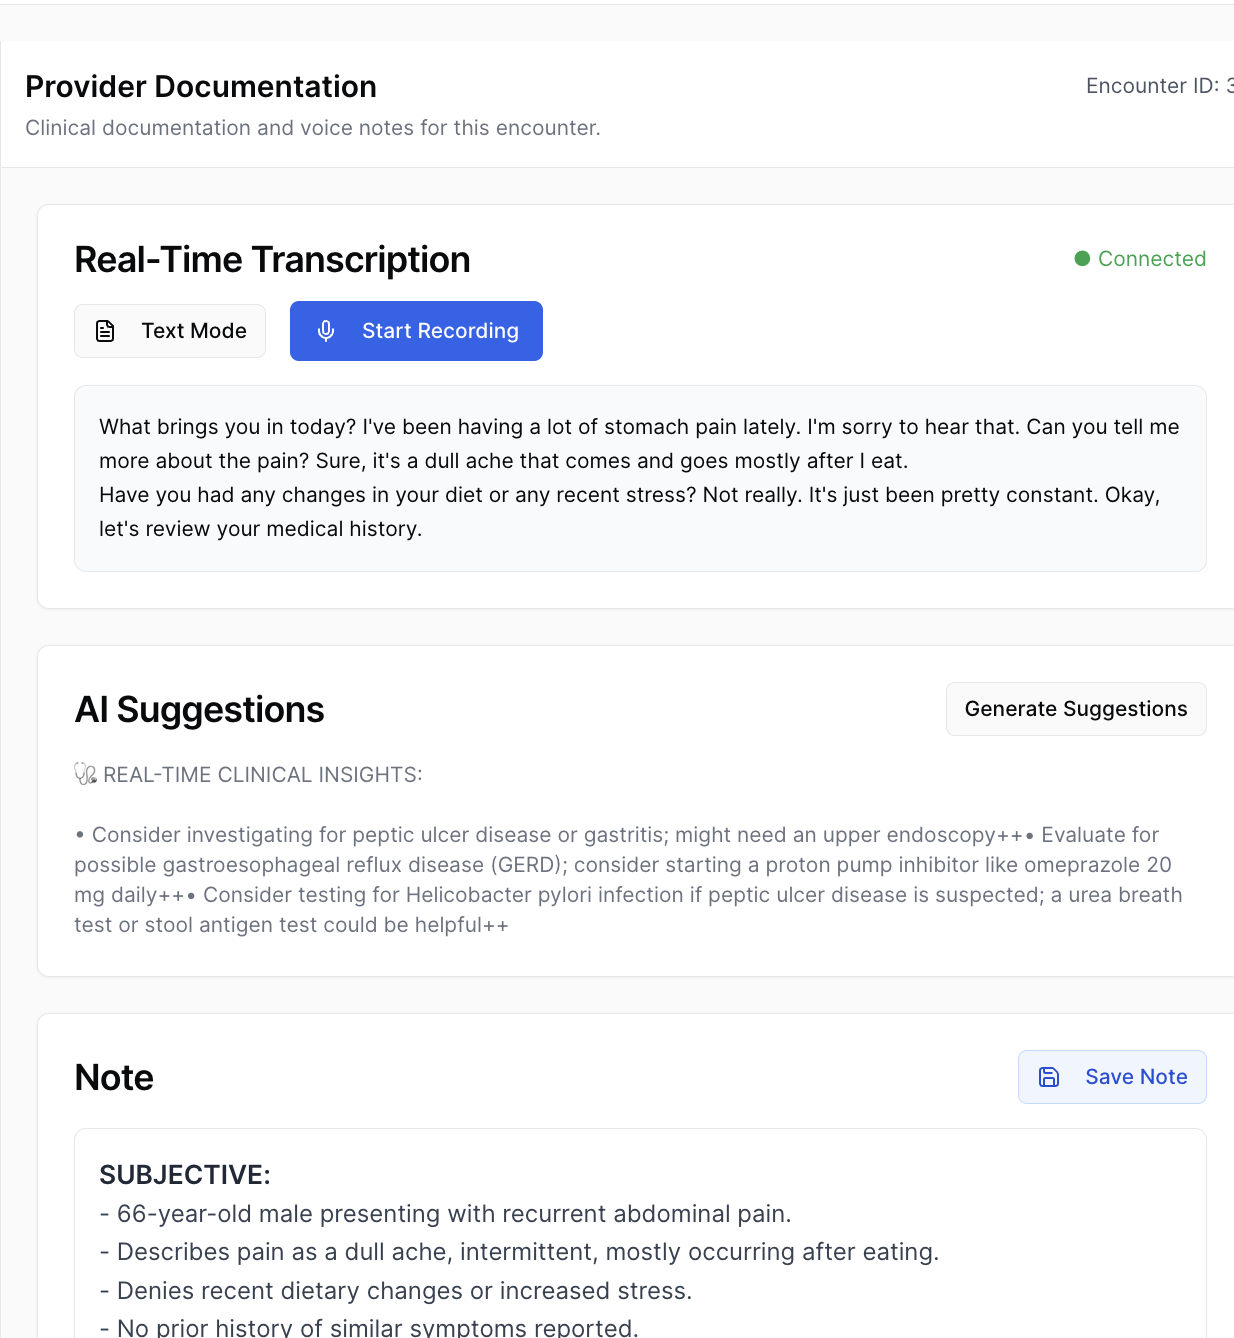 Provider Documentation
Encounter ID: 3
Clinical documentation and voice notes for this encounter.
Real-Time Transcription
Connected
Text Mode
Start Recording
What brings you in today? I've been having a lot of stomach pain lately. I'm sorry to hear that. Can you tell me
more about the pain? Sure, it's a dull ache that comes and goes mostly after I eat.
Have you had any changes in your diet or any recent stress? Not really. It's just been pretty constant. Okay,
let's review your medical history.
AI Suggestions
Generate Suggestions
🩺 REAL-TIME CLINICAL INSIGHTS:
• Consider investigating for peptic ulcer disease or gastritis; might need an upper endoscopy++• Evaluate for
possible gastroesophageal reflux disease (GERD); consider starting a proton pump inhibitor like omeprazole 20
mg daily++• Consider testing for Helicobacter pylori infection if peptic ulcer disease is suspected; a urea breath
test or stool antigen test could be helpful++
Note
Save Note
SUBJECTIVE:
- 66-year-old male presenting with recurrent abdominal pain.
- Describes pain as a dull ache, intermittent, mostly occurring after eating.
- Denies recent dietary changes or increased stress.
- No prior history of similar symptoms reported.